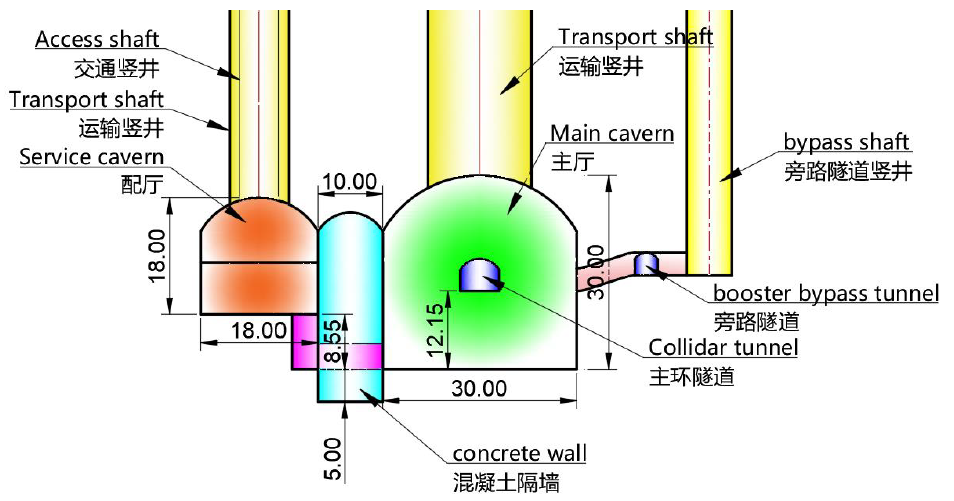 Access shaft
交通竖井
Transport shaft
运输竖井
Service cavern
配厅
Transport shaft
运输竖井
Main cavern
主厅
bypass shaft
旁路隧道竖井
10.00
18.00
18.00
8.55
12.15
30.00
30.00
5.00
booster bypass tunnel
旁路隧道
Collidar tunnel
主环隧道
concrete wall
混凝土隔墙